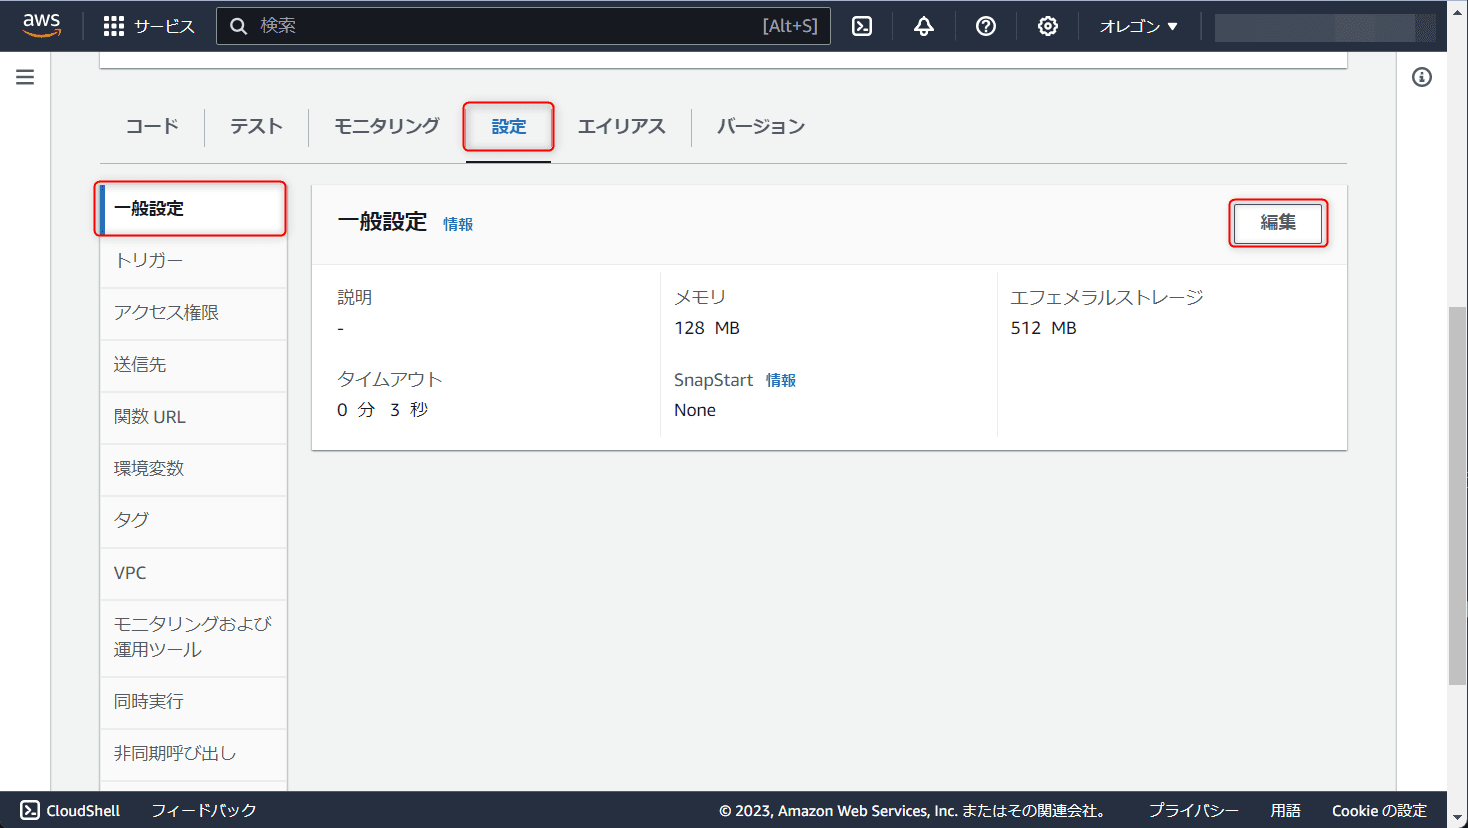 aws
サービス
検索
[Alt+S]
オレゴン ▼
コード
テスト
モニタリング
設定
エイリアス
バージョン
一般設定
トリガー
アクセス権限
送信先
関数 URL
環境変数
タグ
VPC
モニタリングおよび
運用ツール
同時実行
非同期呼び出し
一般設定 情報
編集
説明
-
メモリ
128 MB
エフェメラルストレージ
512 MB
タイムアウト
0 分 3 秒
SnapStart 情報
None
CloudShell
フィードバック
© 2023, Amazon Web Services, Inc. またはその関連会社。
プライバシー
用語
Cookie の設定